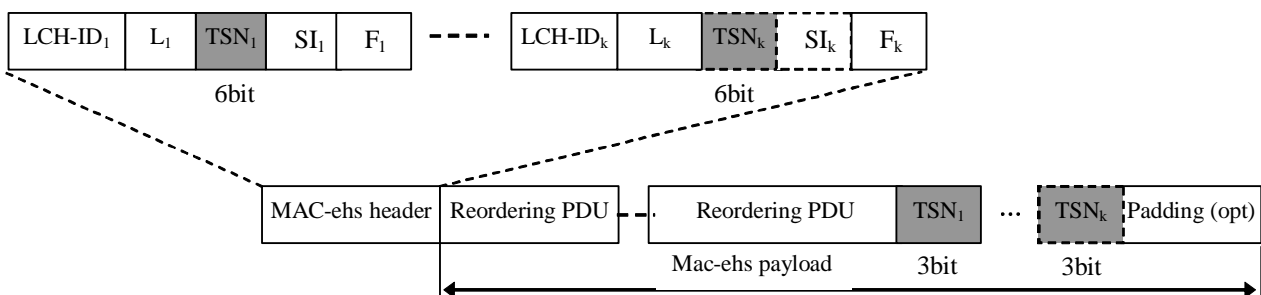 LCH-ID₁ L₁ TSN₁ SI₁ F₁ LCH-IDₖ Lₖ TSNₖ SIₖ Fₖ
6bit 6bit
MAC-ehs header Reordering PDU Reordering PDU TSN₁ ... TSNₖ Padding (opt)
Mac-ehs payload 3bit 3bit